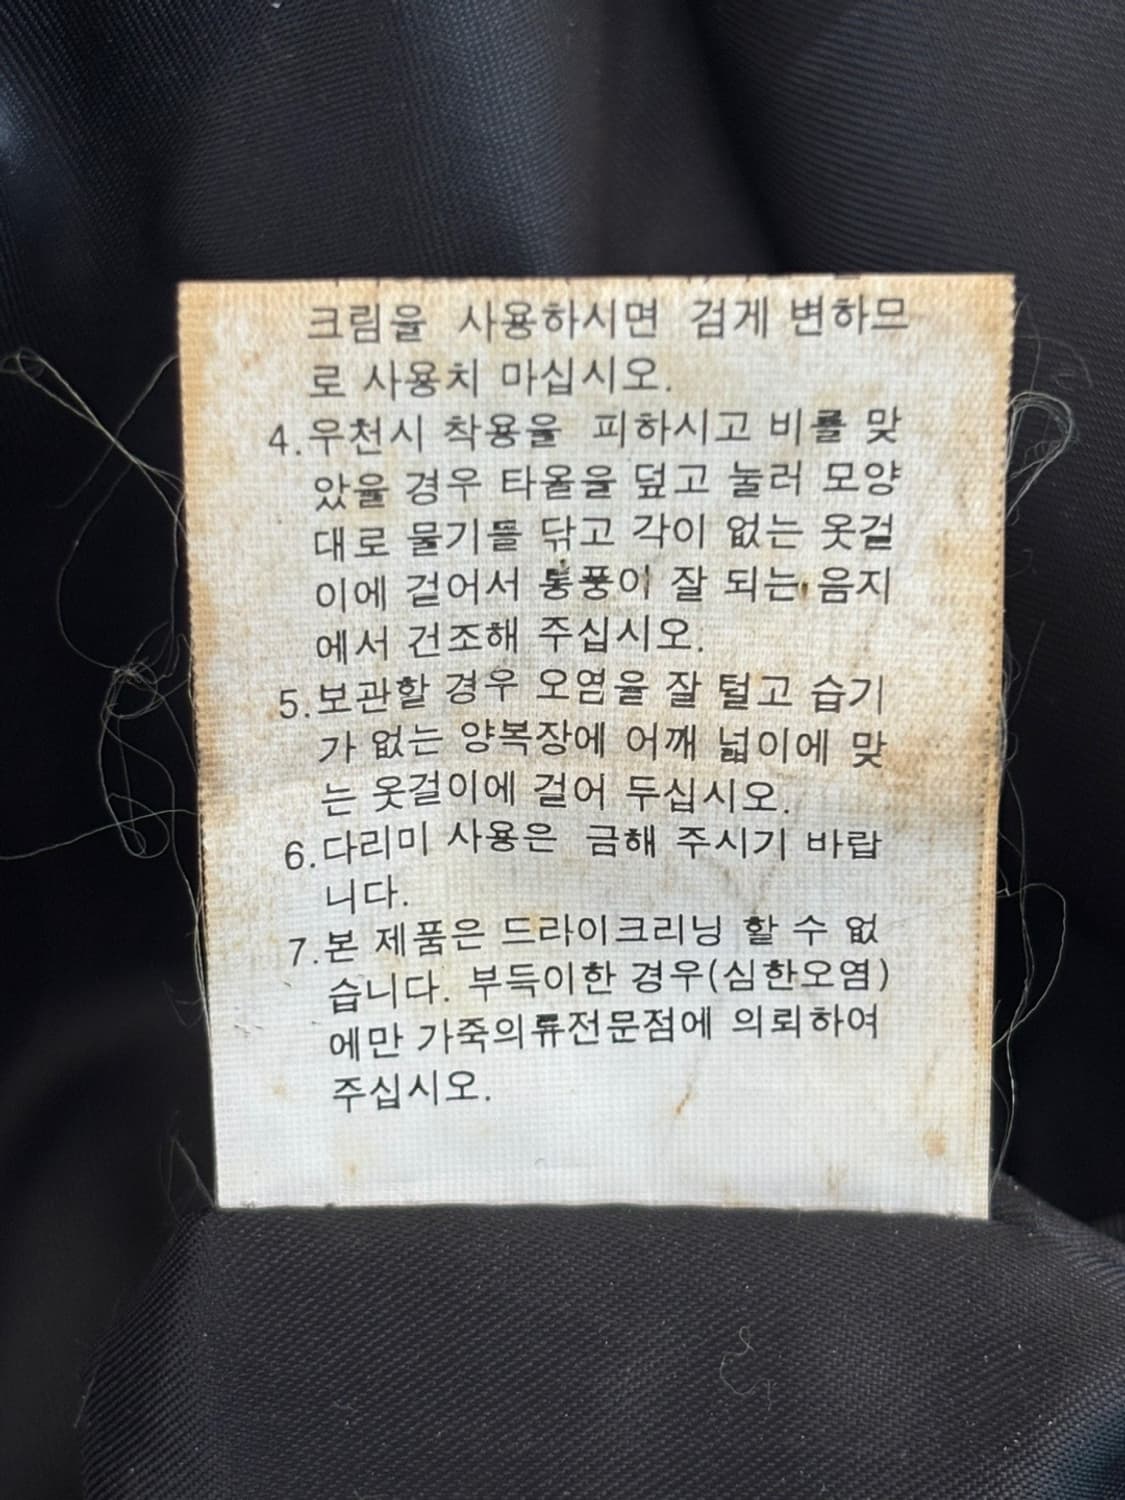 크림을 사용하시면 검게 변하므
로 사용치 마십시오.
4.우천시 착용을 피하시고 비를 맞
았을 경우 타올을 덮고 눌러 모양
대로 물기를 닦고 각이 없는 옷걸
이에 걸어서 통풍이 잘 되는 음지
에서 건조해 주십시오.
5.보관할 경우 오염을 잘 털고 습기
가 없는 양복장에 어깨 넓이에 맞
는 옷걸이에 걸어 두십시오.
6.다리미 사용은 금해 주시기 바랍
니다.
7.본 제품은 드라이크리닝 할 수 없
습니다. 부득이한 경우(심한오염)
에만 가죽의류전문점에 의뢰하여
주십시오.